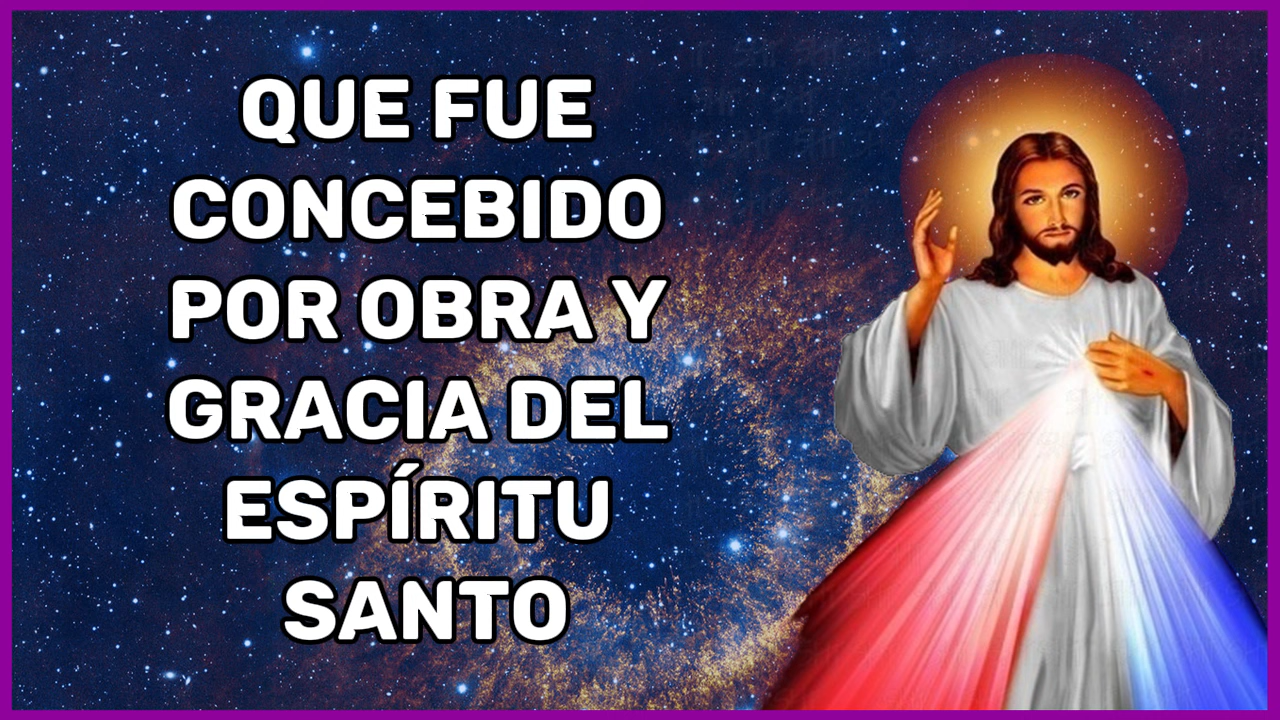 QUE FUE
CONCEBIDO
POR OBRA Y
GRACIA DEL
ESPÍRITU
SANTO